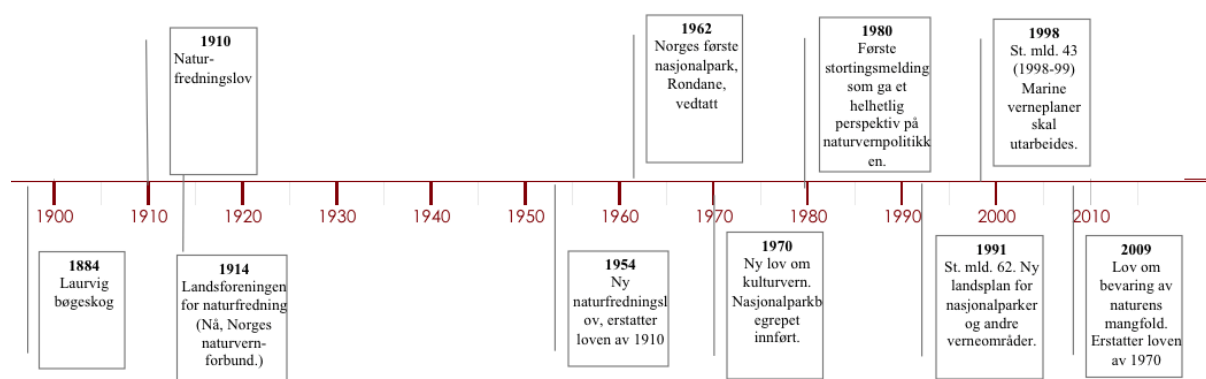 1910
Natur-
fredningslov
1962
Norges første
nasjonalpark,
Rondane,
vedtatt
1980
Første
stortingsmelding
som ga et
helhetlig
perspektiv på
naturvernpolitikk
en.
1998
St. mld. 43
(1998-99)
Marine
verneplaner
skal
utarbeides.
1900 1910 1920 1930 1940 1950 1960 1970 1980 1990 2000 2010
1884
Laurvig
bøgeskog
1914
Landsforeningen
for naturfredning
(Nå, Norges
naturvern-
forbund.)
1954
Ny
naturfredningsl
ov, erstatter
loven av 1910
1970
Ny lov om
kulturvern.
Nasjonalparkb
egrepet
innført.
1991
St. mld. 62. Ny
landsplan for
nasjonalparker
og andre
verneområder.
2009
Lov om
bevaring av
naturens
mangfold.
Erstatter loven
av 1970